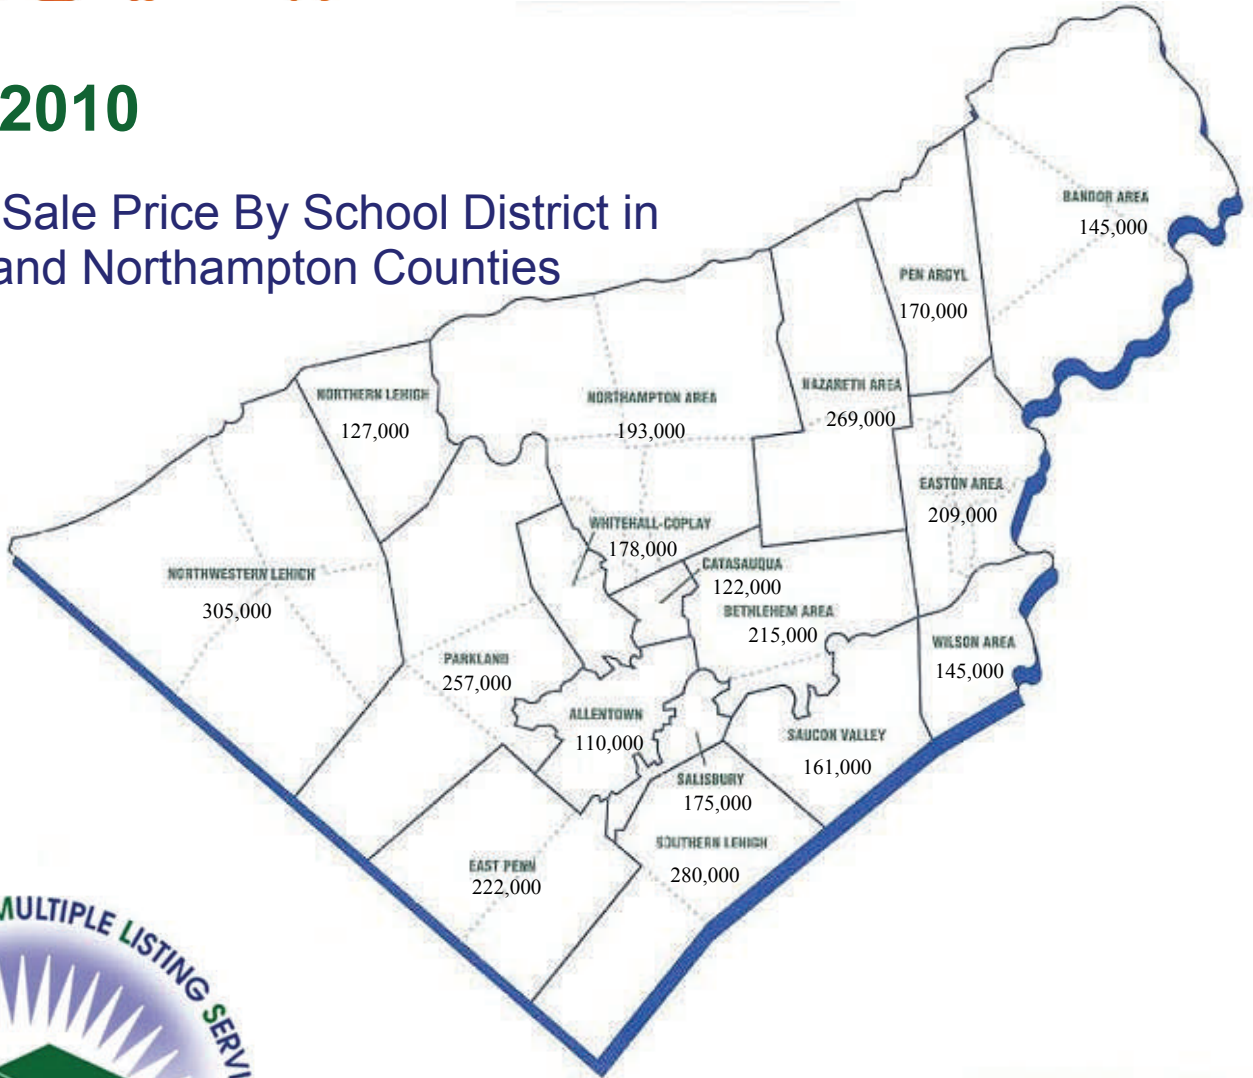 2010
Sale Price By School District in
and Northampton Counties
BANGOR AREA
145,000
PEN ARGYL
170,000
NORTHERN LEHIGH
127,000
NORTHAMPTON AREA
193,000
NAZARETH AREA
269,000
EASTON AREA
209,000
WHITEHALL-COPLAY
178,000
CATASAUQUA
122,000
NORTHWESTERN LEHIGH
305,000
BETHLEHEM AREA
215,000
WILSON AREA
145,000
PARKLAND
257,000
ALLENTOWN
110,000
SAUCON VALLEY
161,000
SALISBURY
175,000
SOUTHERN LEHIGH
280,000
EAST PENN
222,000
MULTIPLE LISTING SERVI